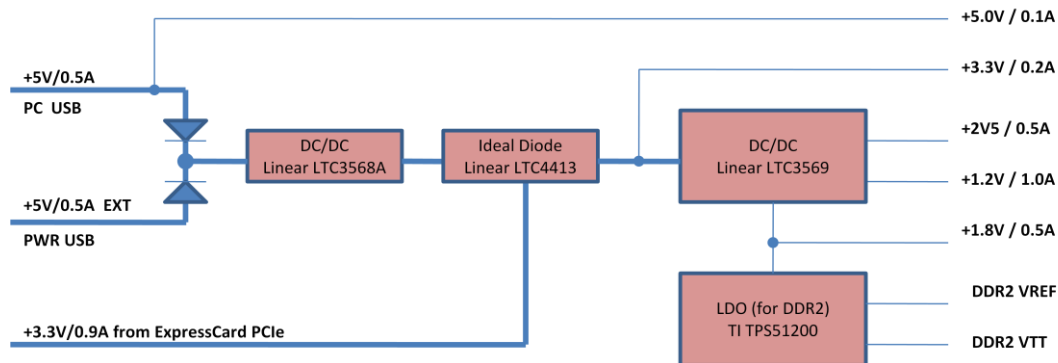 +5.0V / 0.1A
+3.3V / 0.2A
+5V/0.5A
PC USB
DC/DC
Linear LTC3568A
Ideal Diode
Linear LTC4413
DC/DC
Linear LTC3569
+2V5 / 0.5A
+1.2V / 1.0A
+5V/0.5A EXT
PWR USB
+1.8V / 0.5A
LDO (for DDR2)
TI TPS51200
DDR2 VREF
DDR2 VTT
+3.3V/0.9A from ExpressCard PCIe